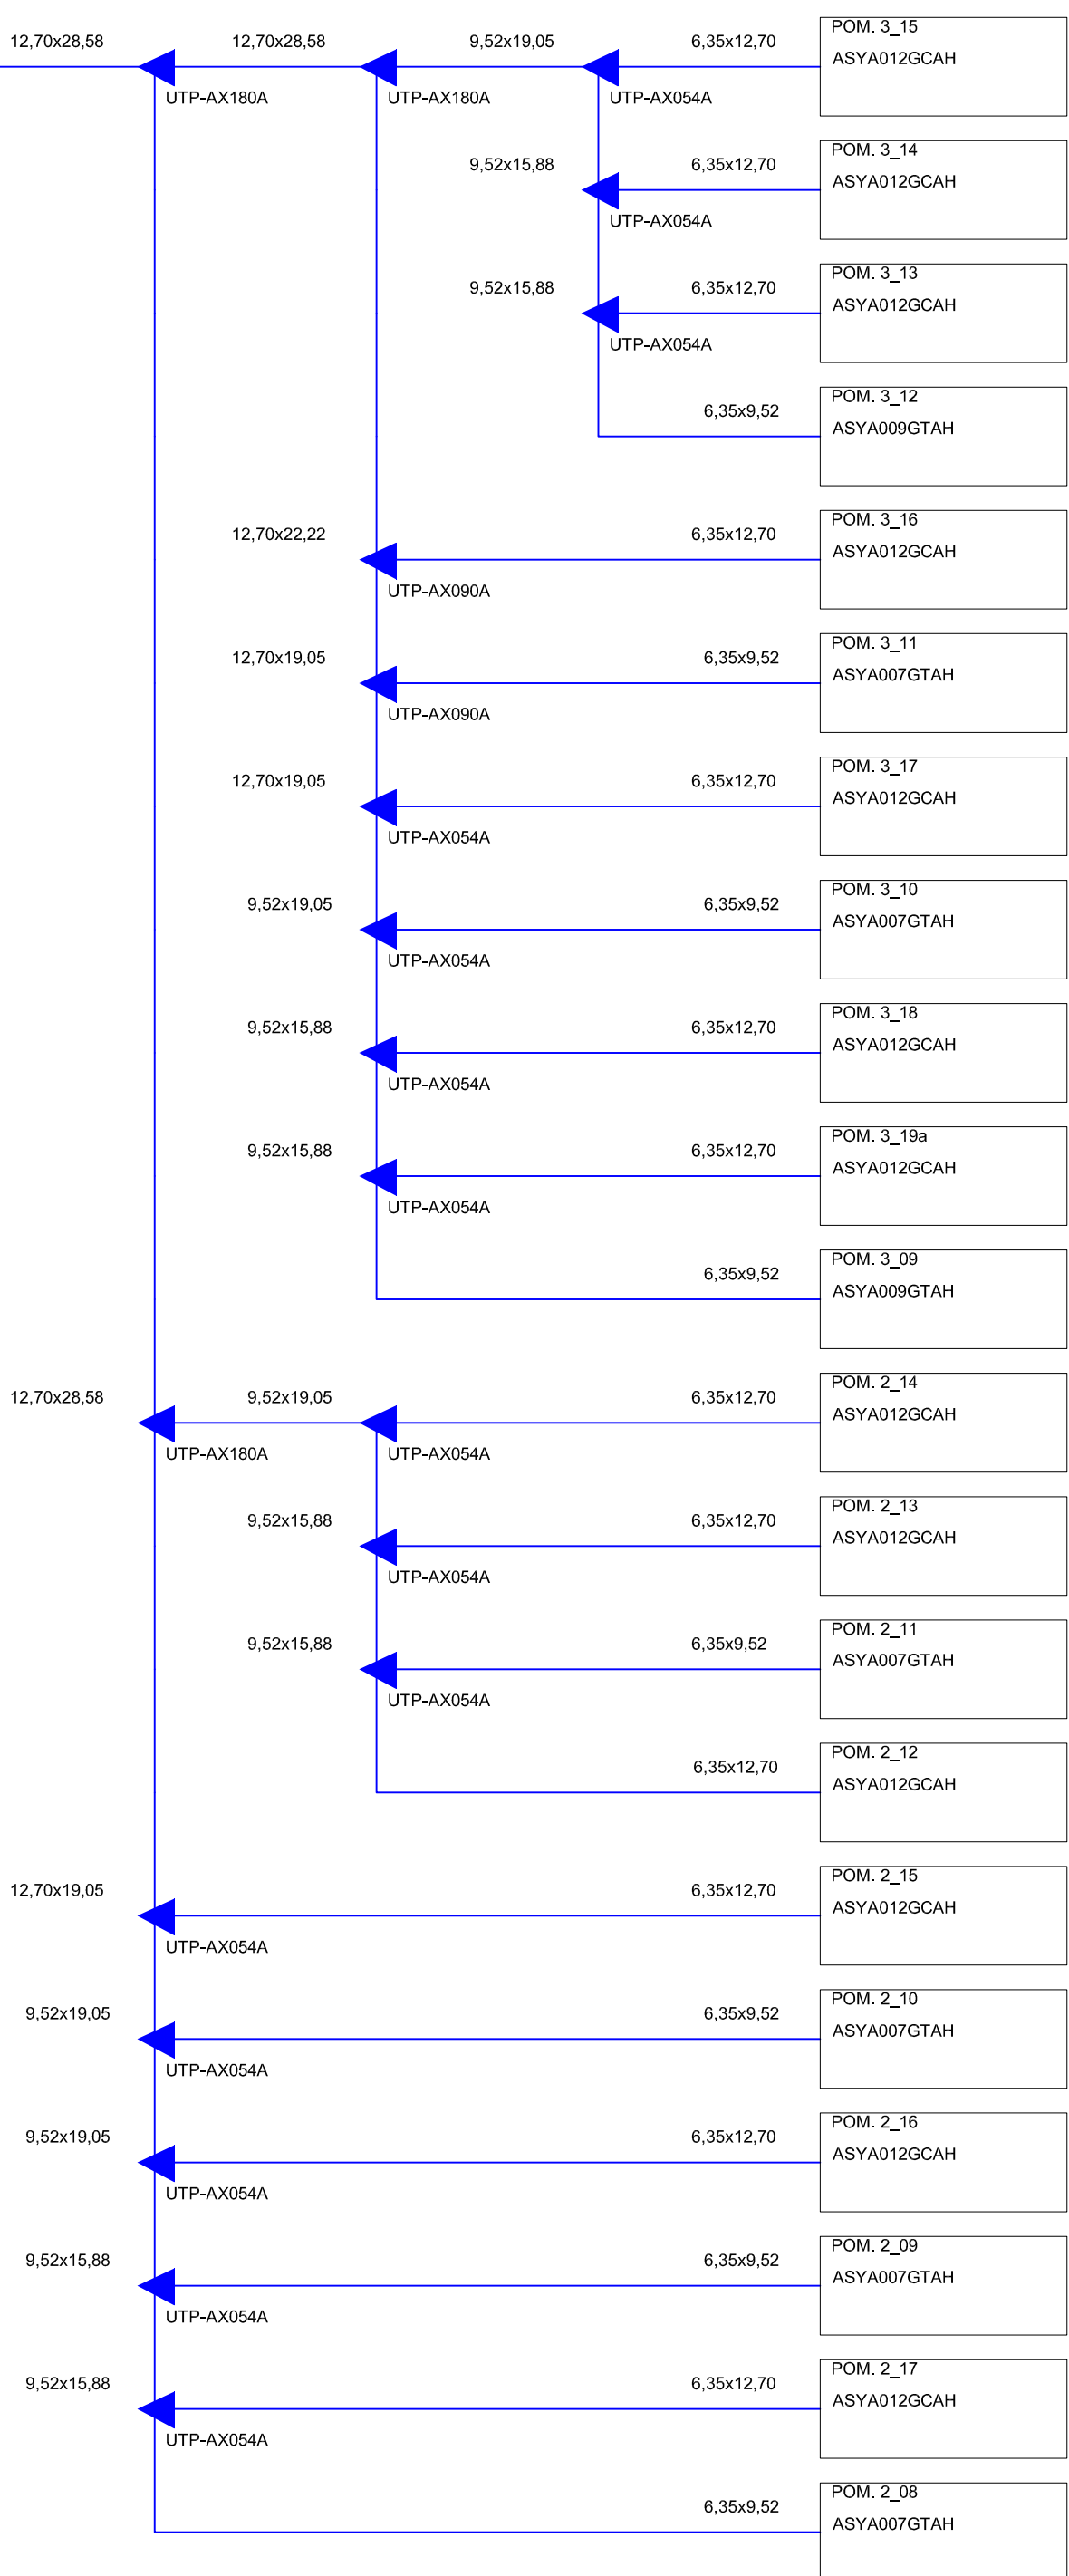 12,70x28,58
12,70x28,58
9,52x19,05
6,35x12,70
POM. 3_15
ASYA012GCAH
UTP-AX180A
UTP-AX180A
UTP-AX054A
9,52x15,88
6,35x12,70
POM. 3_14
ASYA012GCAH
UTP-AX054A
9,52x15,88
6,35x12,70
POM. 3_13
ASYA012GCAH
UTP-AX054A
6,35x9,52
POM. 3_12
ASYA009GTAH
12,70x22,22
6,35x12,70
POM. 3_16
ASYA012GCAH
UTP-AX090A
12,70x19,05
6,35x9,52
POM. 3_11
ASYA007GTAH
UTP-AX090A
12,70x19,05
6,35x12,70
POM. 3_17
ASYA012GCAH
UTP-AX054A
9,52x19,05
6,35x9,52
POM. 3_10
ASYA007GTAH
UTP-AX054A
9,52x15,88
6,35x12,70
POM. 3_18
ASYA012GCAH
UTP-AX054A
9,52x15,88
6,35x12,70
POM. 3_19a
ASYA012GCAH
UTP-AX054A
6,35x9,52
POM. 3_09
ASYA009GTAH
12,70x28,58
9,52x19,05
6,35x12,70
POM. 2_14
ASYA012GCAH
UTP-AX180A
UTP-AX054A
9,52x15,88
6,35x12,70
POM. 2_13
ASYA012GCAH
UTP-AX054A
9,52x15,88
6,35x9,52
POM. 2_11
ASYA007GTAH
UTP-AX054A
6,35x12,70
POM. 2_12
ASYA012GCAH
12,70x19,05
6,35x12,70
POM. 2_15
ASYA012GCAH
UTP-AX054A
9,52x19,05
6,35x9,52
POM. 2_10
ASYA007GTAH
UTP-AX054A
9,52x19,05
6,35x12,70
POM. 2_16
ASYA012GCAH
UTP-AX054A
9,52x15,88
6,35x9,52
POM. 2_09
ASYA007GTAH
UTP-AX054A
9,52x15,88
6,35x12,70
POM. 2_17
ASYA012GCAH
UTP-AX054A
6,35x9,52
POM. 2_08
ASYA007GTAH